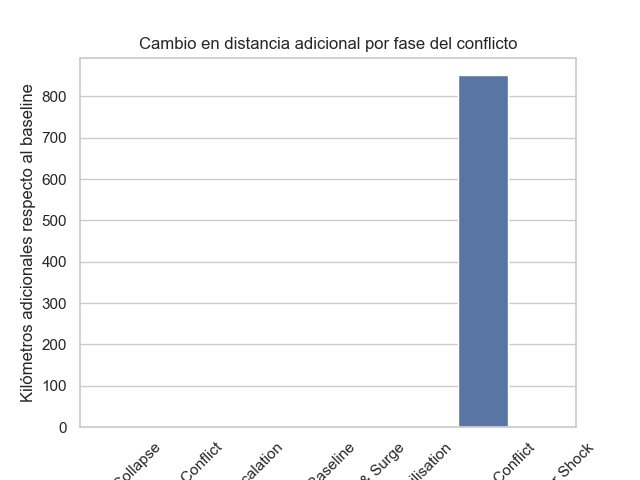 Cambio en distancia adicional por fase del conflicto
Kilómetros adicionales respecto al baseline
800
700
600
500
400
300
200
100
0
Collapse
Conflict
Baseline
& Surge
Conflict
Shock